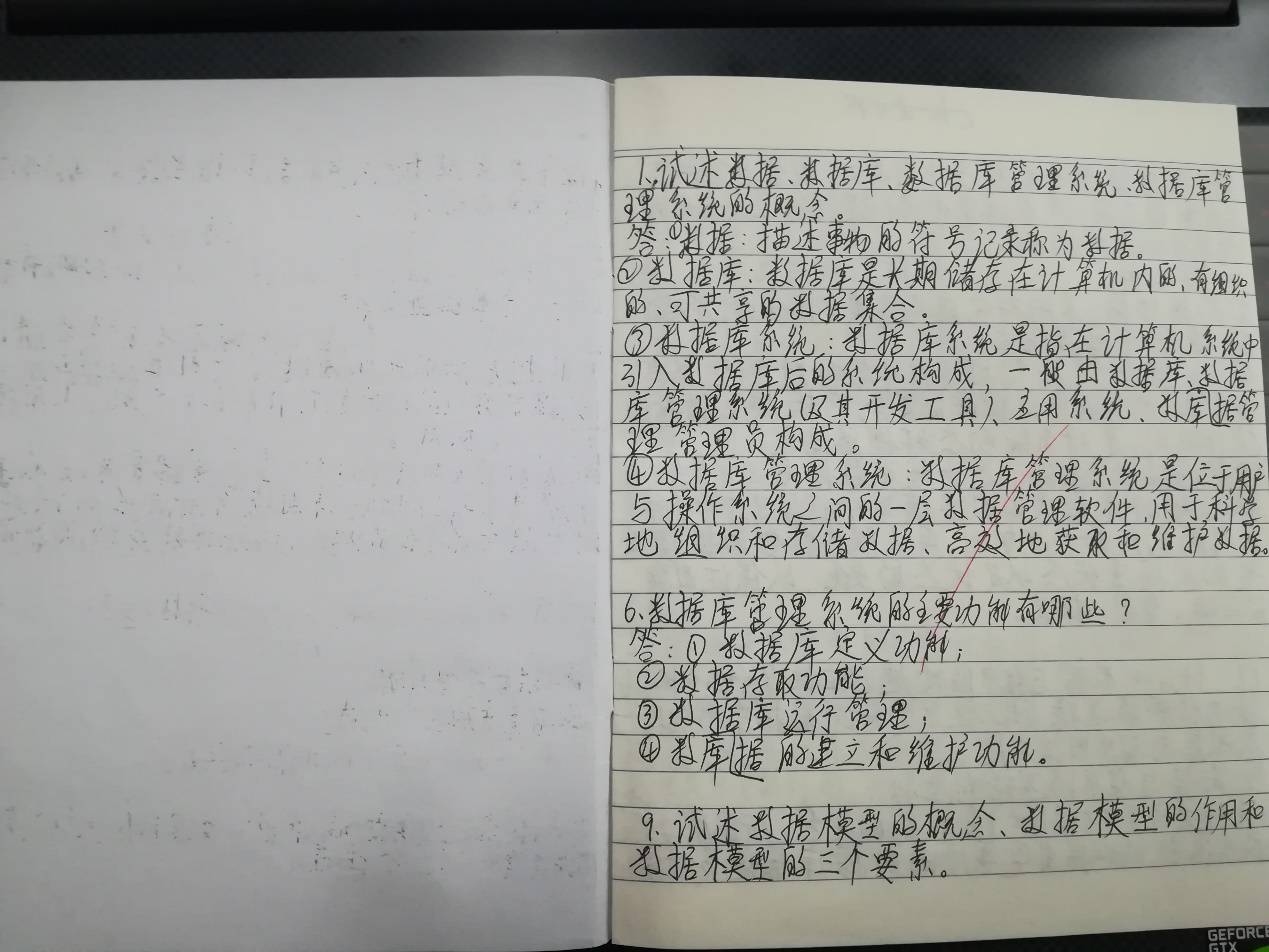 1.试述数据、数据库、数据库管理系统、数据库管
理系统的概念。
答:①数据:描述事物的符号记录称为数据。
②数据库:数据库是长期储存在计算机内的、有组织
的、可共享的数据集合。
③数据库系统:数据库系统是指在计算机系统中
引入数据库后的系统构成,一般由数据库、数据
库管理系统(及其开发工具)、应用系统、数库据管
理管理员构成。
④数据库管理系统:数据库管理系统是位于用户
与操作系统之间的一层数据管理软件,用于科学
地组织和存储数据、高效地获取和维护数据。
6.数据库管理系统的主要功能有哪些?
答:①数据库定义功能;
②数据存取功能;
③数据库运行管理;
④数库据的建立和维护功能。
9.试述数据模型的概念、数据模型的作用和
数据模型的三个要素。
GEFORCE
GTX